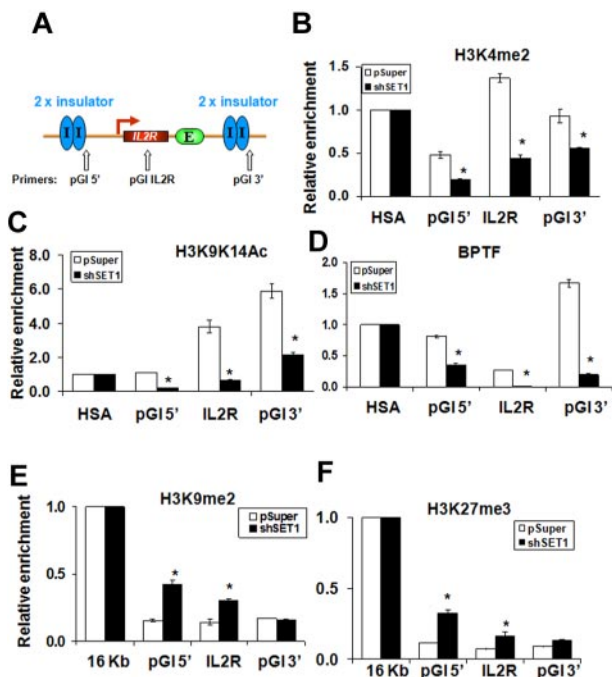 A
2 x insulator 2 x insulator
I I IL2R E I I
Primers: pGI 5' pGI IL2R pGI 3'
B
H3K4me2
pSuper
shSET1
Relative enrichment
1.5
1.0
0.5
0.0
HSA pGI 5' IL2R pGI 3'
* * *
C
H3K9K14Ac
pSuper
shSET1
Relative enrichment
8.0
6.0
4.0
2.0
0.0
HSA pGI 5' IL2R pGI 3'
* * *
D
BPTF
pSuper
shSET1
2.0
1.5
1.0
0.5
0.0
HSA pGI 5' IL2R pGI 3'
* * *
E
H3K9me2
pSuper
shSET1
Relative enrichment
1.0
0.5
0.0
16 Kb pGI 5' IL2R pGI 3'
* *
F
H3K27me3
pSuper
shSET1
1.0
0.5
0.0
16 Kb pGI 5' IL2R pGI 3'
* *